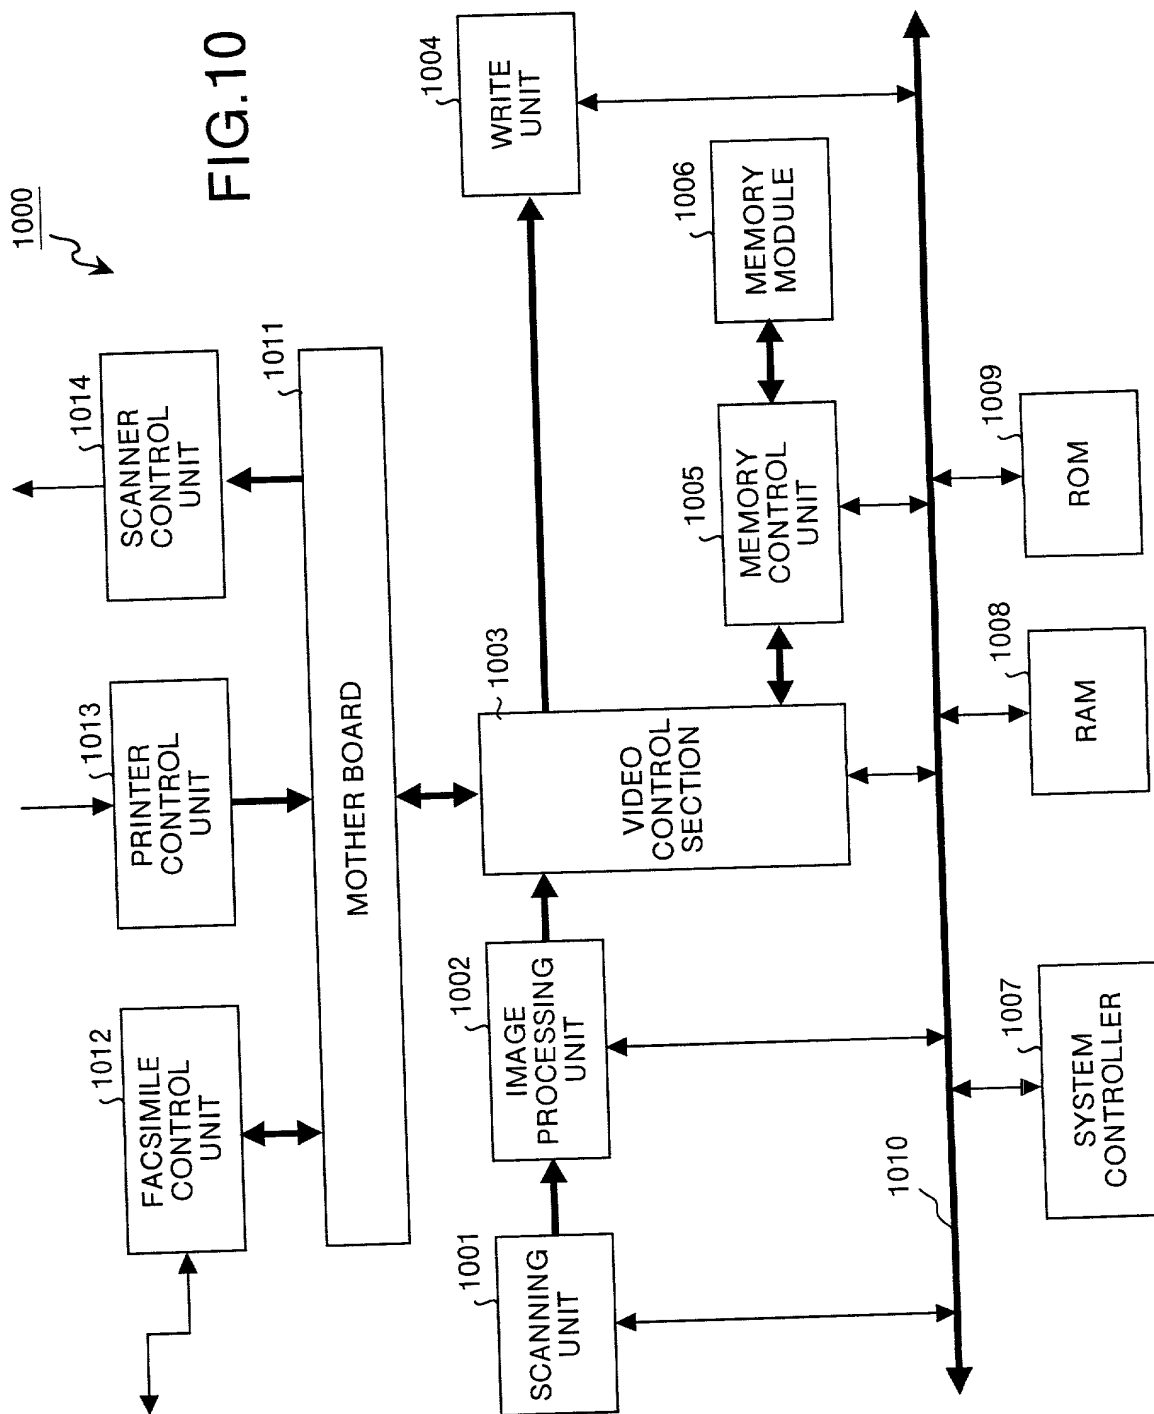 FIG.10
1000
1012
FACSIMILE
CONTROL
UNIT
1013
PRINTER
CONTROL
UNIT
1014
SCANNER
CONTROL
UNIT
1011
MOTHER BOARD
1001
SCANNING
UNIT
1002
IMAGE
PROCESSING
UNIT
1003
VIDEO
CONTROL
SECTION
1004
WRITE
UNIT
1005
MEMORY
CONTROL
UNIT
1006
MEMORY
MODULE
1010
1007
SYSTEM
CONTROLLER
1008
RAM
1009
ROM